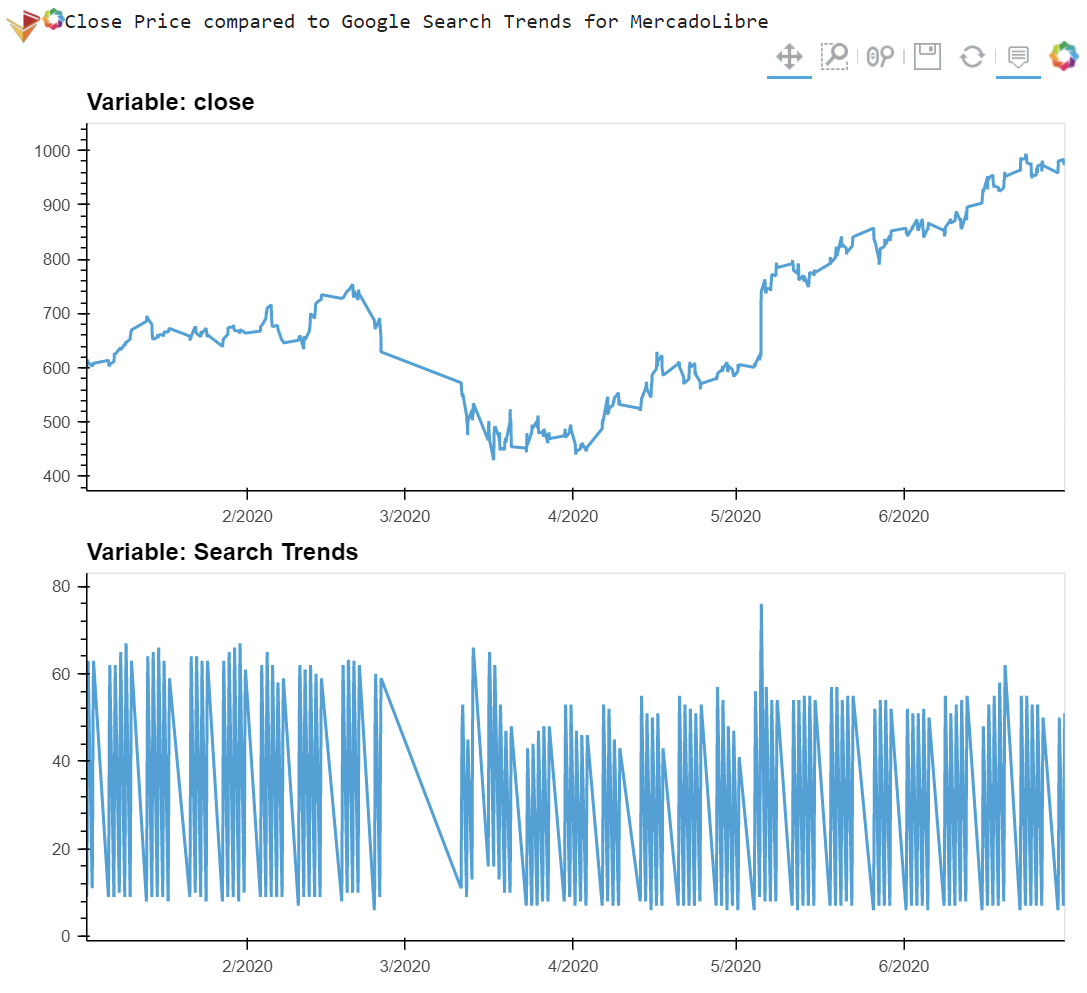 Close Price compared to Google Search Trends for MercadoLibre
Variable: close
1000
900
800
700
600
500
400
2/2020 3/2020 4/2020 5/2020 6/2020
Variable: Search Trends
80
60
40
20
0
2/2020 3/2020 4/2020 5/2020 6/2020